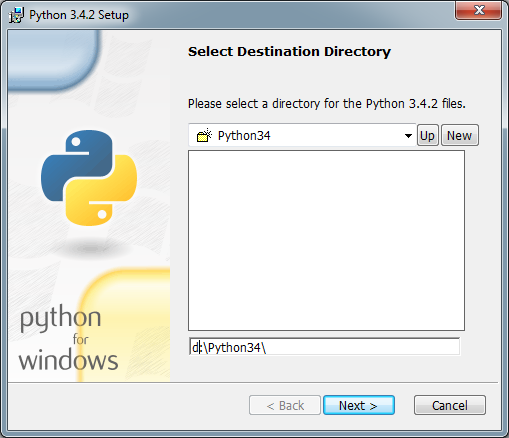 Python 3.4.2 Setup
Select Destination Directory
Please select a directory for the Python 3.4.2 files.
Python34
Up
New
python
for
windows
d:\Python34\
< Back
Next >
Cancel